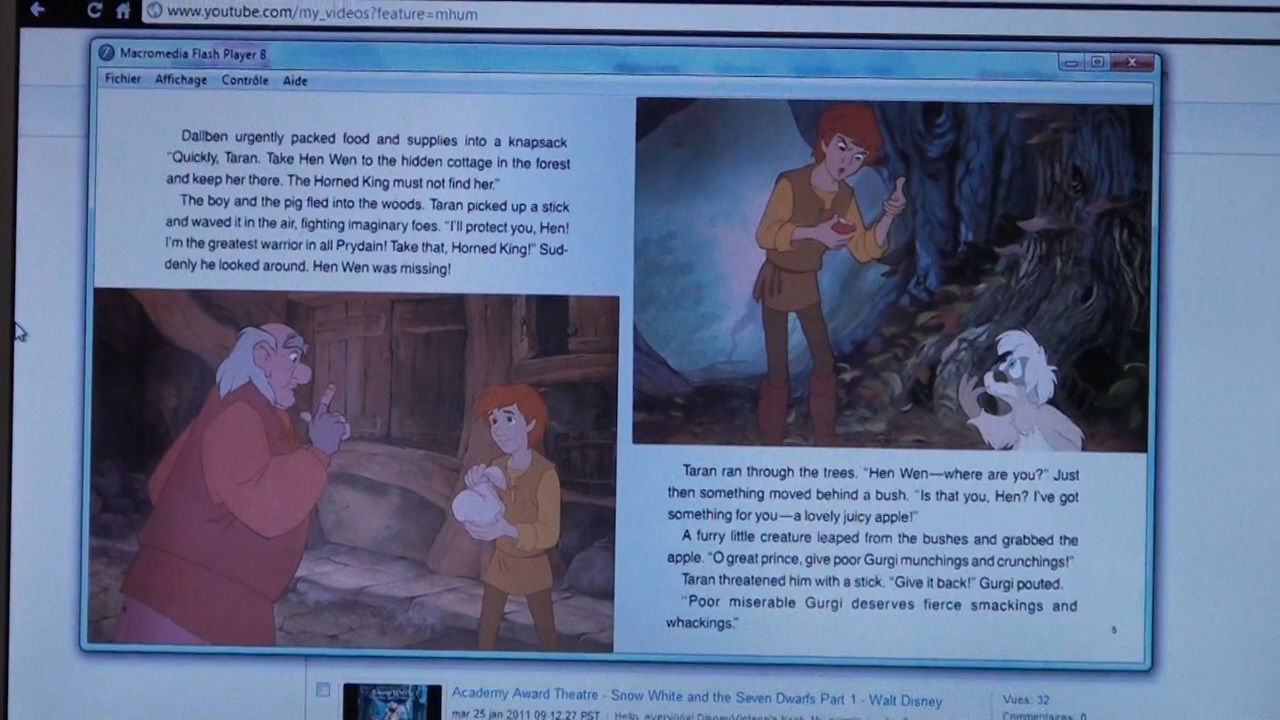 www.youtube.com/my_videos?feature=mhum
Macromedia Flash Player 8
Fichier Affichage Contrôle Aide
Dallben urgently packed food and supplies into a knapsack
"Quickly, Taran. Take Hen Wen to the hidden cottage in the forest
and keep her there. The Horned King must not find her."
The boy and the pig fled into the woods. Taran picked up a stick
and waved it in the air, fighting imaginary foes. "I'll protect you, Hen!
I'm the greatest warrior in all Prydain! Take that, Horned King!" Sud-
denly he looked around. Hen Wen was missing!
Taran ran through the trees. "Hen Wen—where are you?" Just
then something moved behind a bush. "Is that you, Hen? I've got
something for you—a lovely juicy apple!"
A furry little creature leaped from the bushes and grabbed the
apple. "O great prince, give poor Gurgi munchings and crunchings!"
Taran threatened him with a stick. "Give it back!" Gurgi pouted.
"Poor miserable Gurgi deserves fierce smackings and
whackings."
5
Academy Award Theatre - Snow White and the Seven Dwarfs Part 1 - Walt Disney
mar 25 jan 2011 09:12:27 PST
Vues: 32
Commentaires: 0